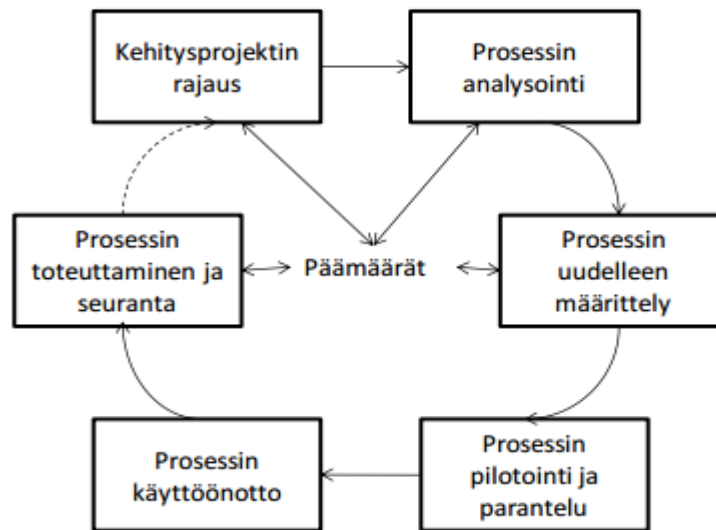 Kehitysprojektin
rajaus
Prosessin
analysointi
Prosessin
toteuttaminen ja
seuranta
Päämäärät
Prosessin
uudelleen
määrittely
Prosessin
käyttöönotto
Prosessin
pilotointi ja
parantelu